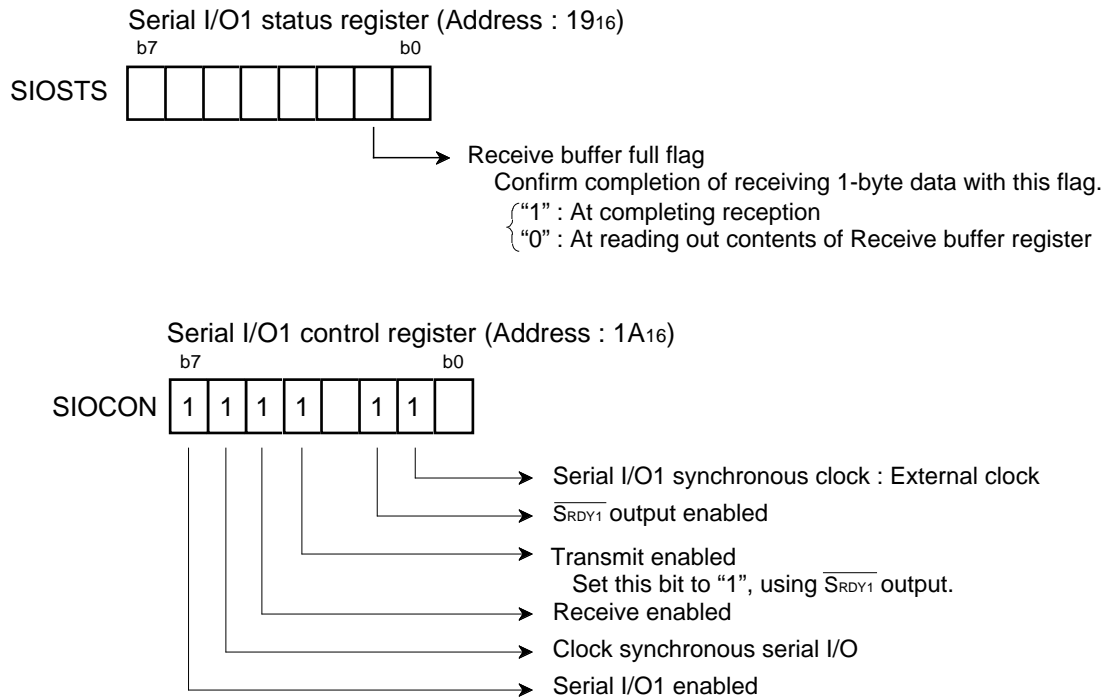 Serial I/O1 status register (Address : 1916)
b7 b0
SIOSTS
Receive buffer full flag
Confirm completion of receiving 1-byte data with this flag.
“1” : At completing reception
“0” : At reading out contents of Receive buffer register
Serial I/O1 control register (Address : 1A16)
b7 b0
SIOCON 1 1 1 1 1 1
Serial I/O1 synchronous clock : External clock
SRDY1 output enabled
Transmit enabled
Set this bit to “1”, using SRDY1 output.
Receive enabled
Clock synchronous serial I/O
Serial I/O1 enabled